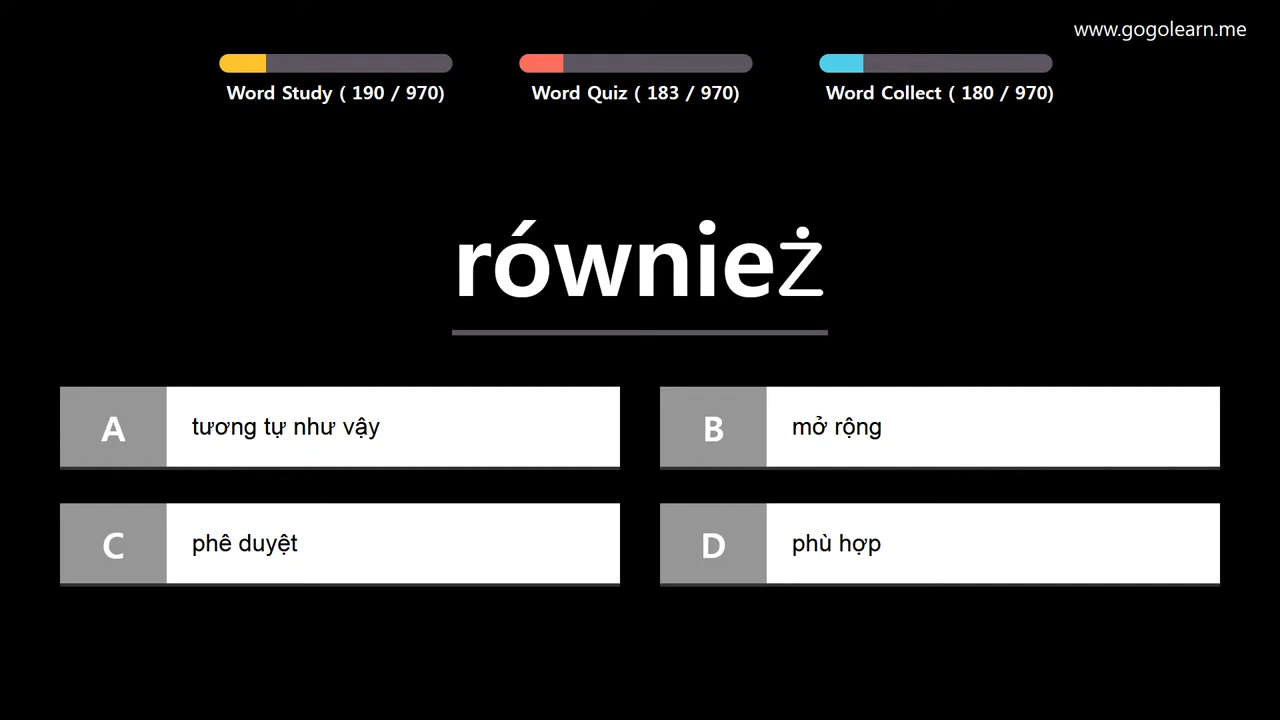 www.gogolearn.me
Word Study ( 190 / 970)
Word Quiz ( 183 / 970)
Word Collect ( 180 / 970)
również
A
tương tự như vậy
B
mở rộng
C
phê duyệt
D
phù hợp